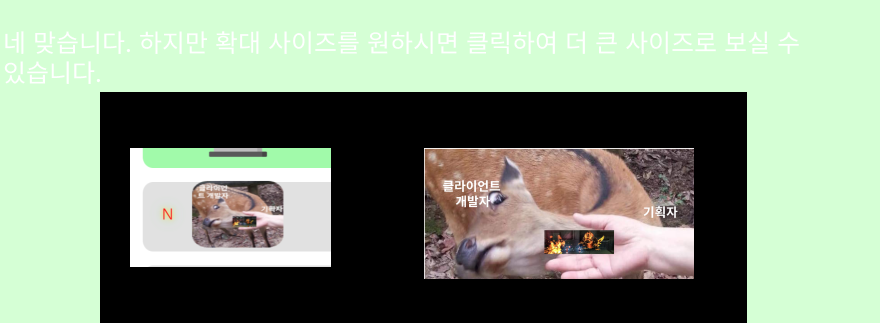 네 맞습니다. 하지만 확대 사이즈를 원하시면 클릭하여 더 큰 사이즈로 보실 수
있습니다.
클라이언
트 개발자
기획자
N
클라이언트
개발자
기획자